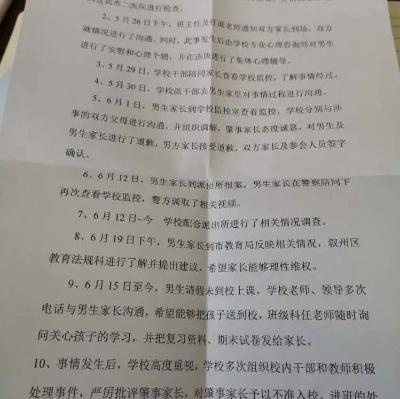 宾市二医院进行检查。
2、5月26日下午，班主任及任课老师通知双方家长到场，双方
就情况进行了沟通。同时，此事发生后由学校专业心理咨询师对男生
进行了安慰和心理个辅，并在该班进行了集体心理辅导。
3、5月29日，学校干部陪同家长查看学校监控，了解事情经过。
4、5月30日，学校派干部去男生家里对事情过程进行沟通。
5、6月1日，男生家长到学校监控室查看监控，学校分别与涉
事的双方父母进行沟通，并组织调解，肇事家长态度诚恳，对男生及
男生家长进行了道歉，男方家长接受道歉，双方家长及参会人员签字
确认。
6、6月12日，男生家长到派出所报案，男生家长在警察陪同下
再次查看学校监控，警方调取了相关视频。
7、6月12日~今 学校配合派出所进行了相关情况调查。
8、6月19日下午，男生家长到市教育局反映相关情况，叙州区
教育法规科进行了解并提出建议，希望家长能够理性维权。
9、6月15日至今，男生请假未到校上课，学校老师、领导多次
电话与男生家长沟通，希望能够把孩子送到校，班级科任老师随时询
问关心孩子的学习，并把复习资料、期末试卷发给家长。
10、事情发生后，学校高度重视，学校多次组织校内干部和教师积极
处理事件，严厉批评肇事家长，对肇事家长予以不准入校、进班的处